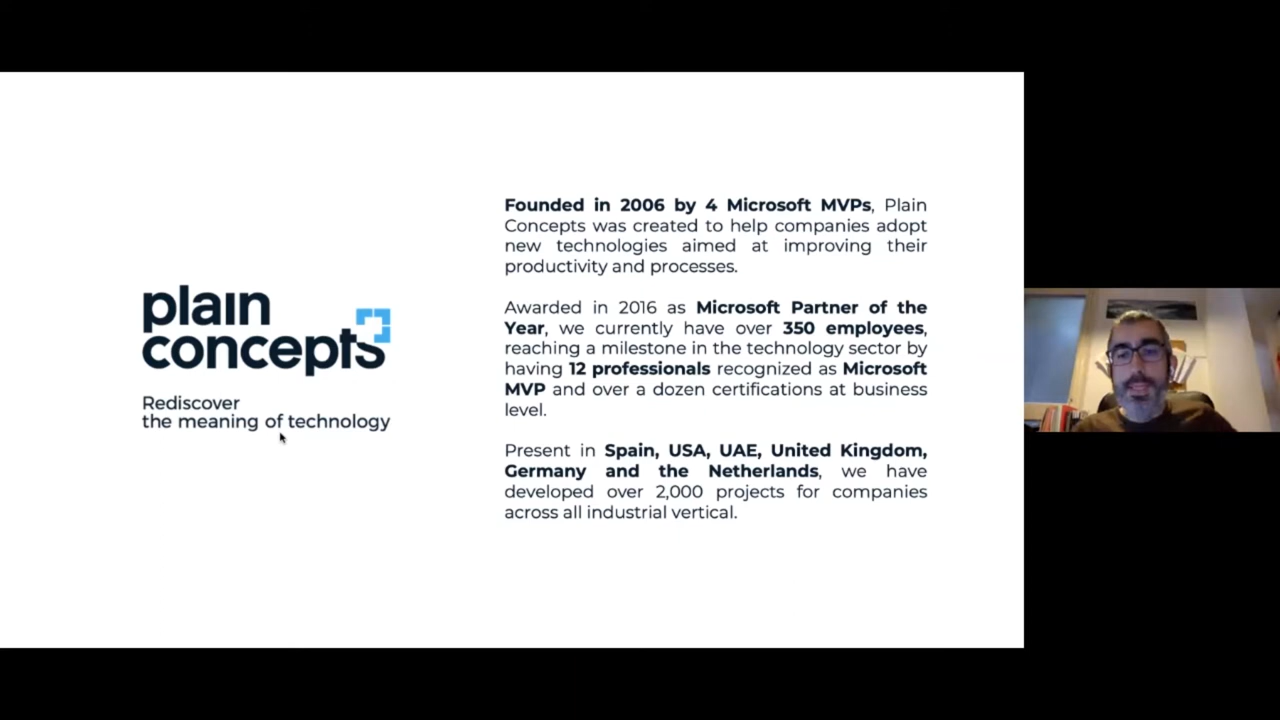 plain
concepts
Rediscover
the meaning of technology
Founded in 2006 by 4 Microsoft MVPs, Plain
Concepts was created to help companies adopt
new technologies aimed at improving their
productivity and processes.
Awarded in 2016 as Microsoft Partner of the
Year, we currently have over 350 employees,
reaching a milestone in the technology sector by
having 12 professionals recognized as Microsoft
MVP and over a dozen certifications at business
level.
Present in Spain, USA, UAE, United Kingdom,
Germany and the Netherlands, we have
developed over 2,000 projects for companies
across all industrial vertical.